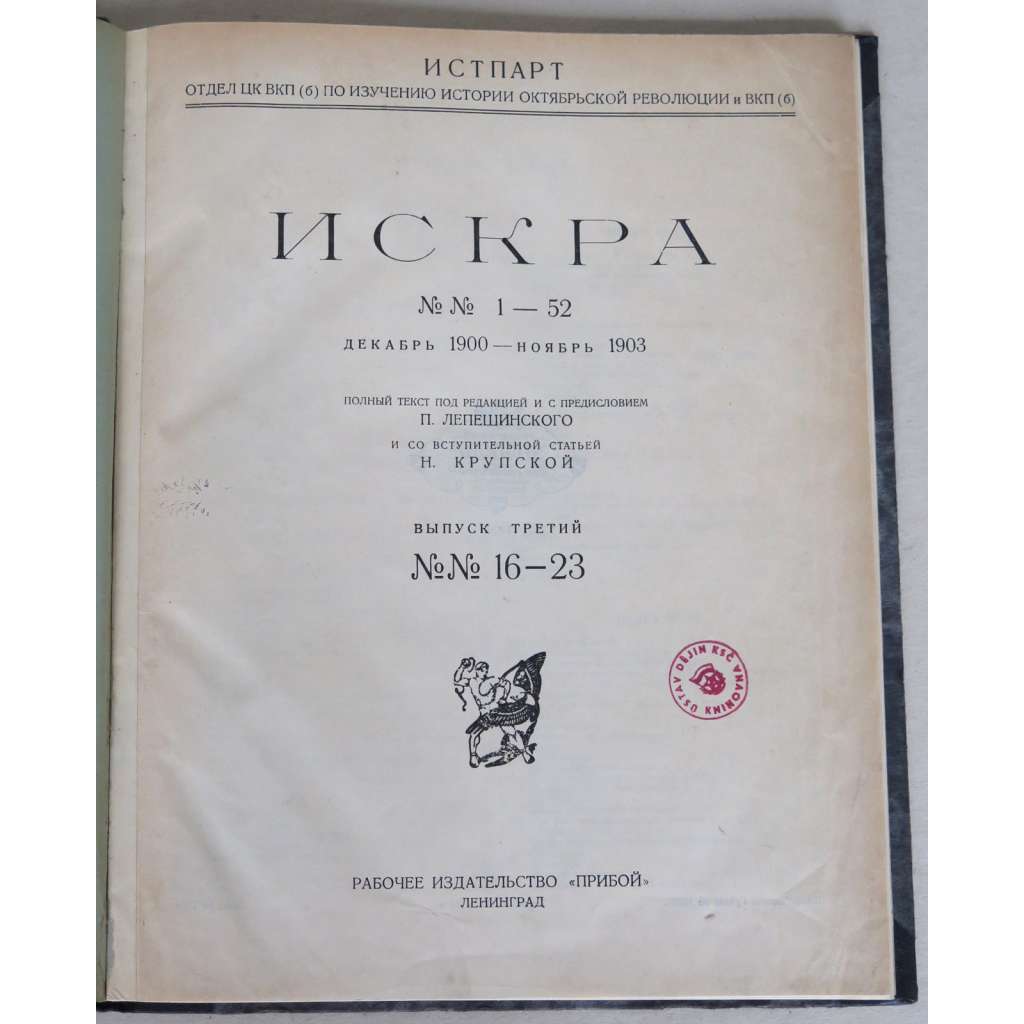 ИСТПАРТ
ОТДЕЛ ЦК ВКП (б) ПО ИЗУЧЕНИЮ ИСТОРИИ ОКТЯБРЬСКОЙ РЕВОЛЮЦИИ и ВКП (б)
ИСКРА
№№ 1 — 52
ДЕКАБРЬ 1900 — НОЯБРЬ 1903
ПОЛНЫЙ ТЕКСТ ПОД РЕДАКЦИЕЙ И С ПРЕДИСЛОВИЕМ
П. ЛЕПЕШИНСКОГО
И СО ВСТУПИТЕЛЬНОЙ СТАТЬЕЙ
Н. КРУПСКОЙ
ВЫПУСК ТРЕТИЙ
№№ 16—23
ÚSTAV DĚJIN KSČ
KNIHOVNA
РАБОЧЕЕ ИЗДАТЕЛЬСТВО «ПРИБОЙ»
ЛЕНИНГРАД